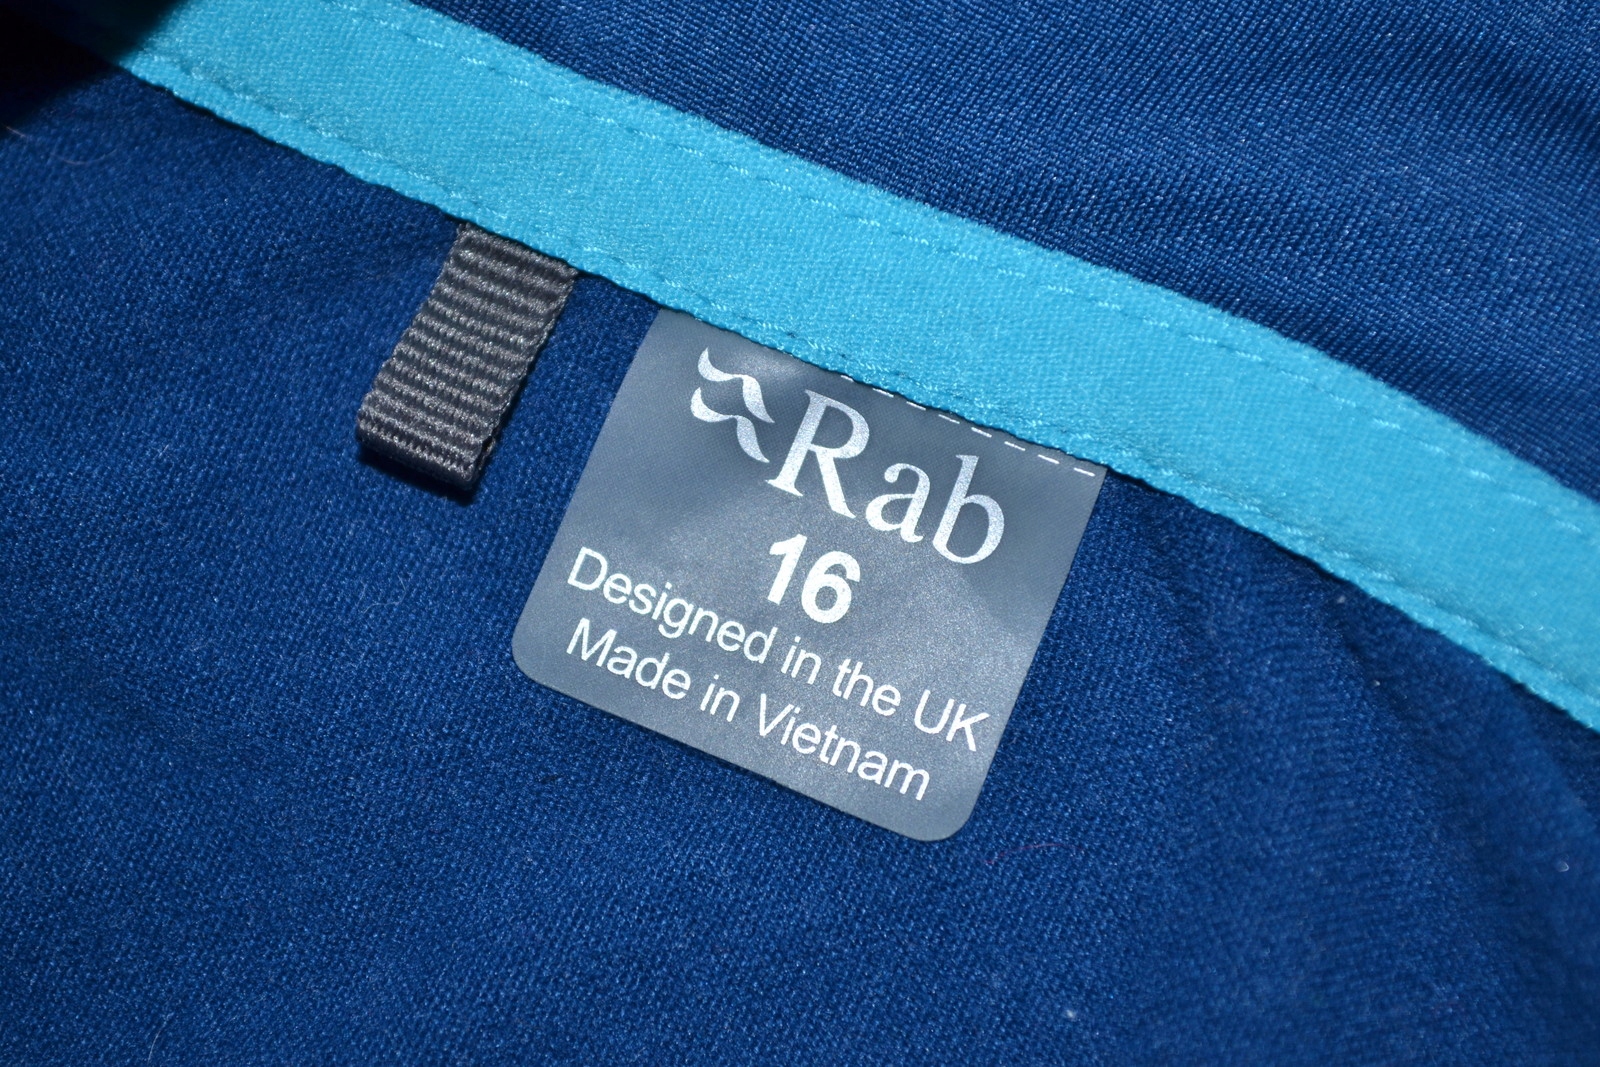 Rab
16
Designed in the UK
Made in Vietnam